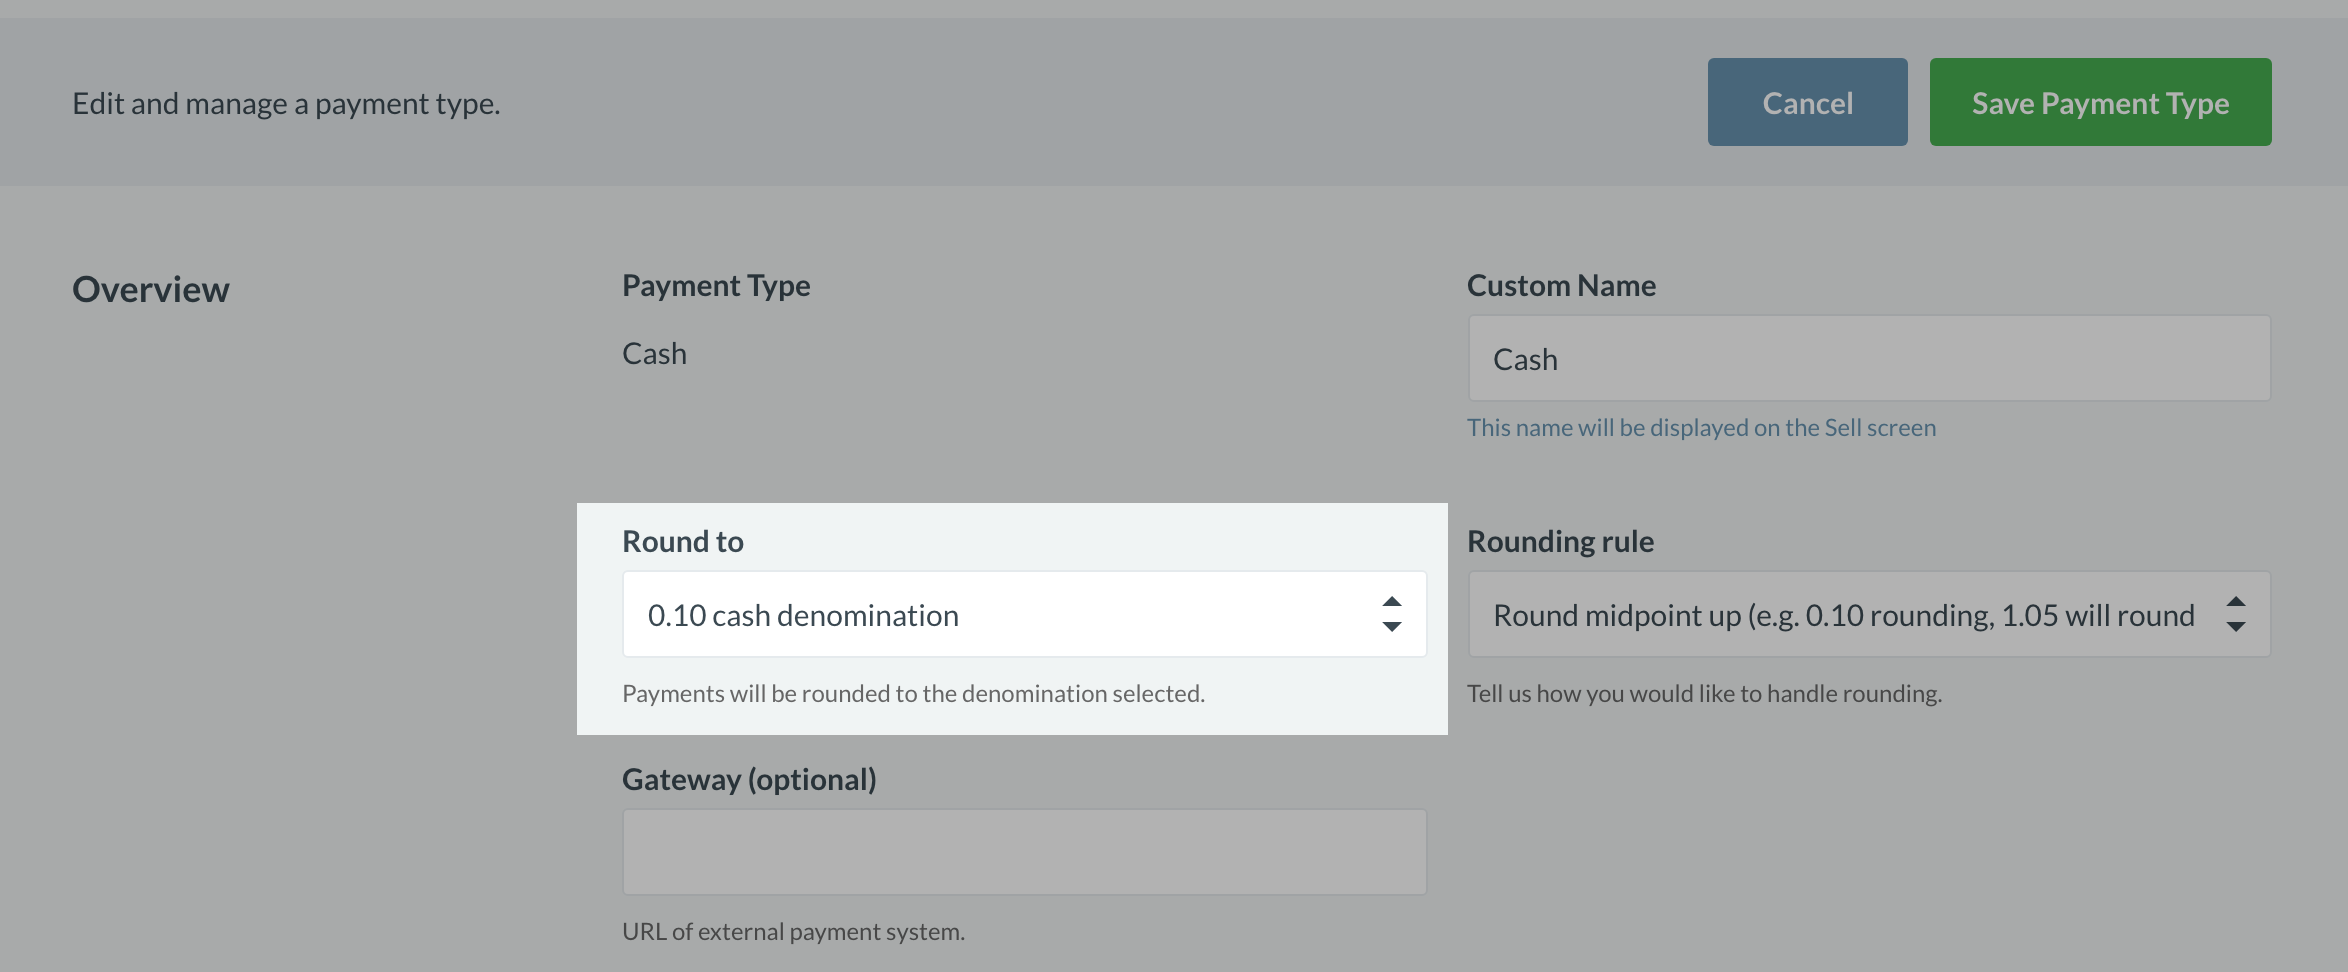 Edit and manage a payment type.
Cancel
Save Payment Type
Overview
Payment Type
Cash
Custom Name
Cash
This name will be displayed on the Sell screen
Round to
0.10 cash denomination
Payments will be rounded to the denomination selected.
Rounding rule
Round midpoint up (e.g. 0.10 rounding, 1.05 will round
Tell us how you would like to handle rounding.
Gateway (optional)
URL of external payment system.